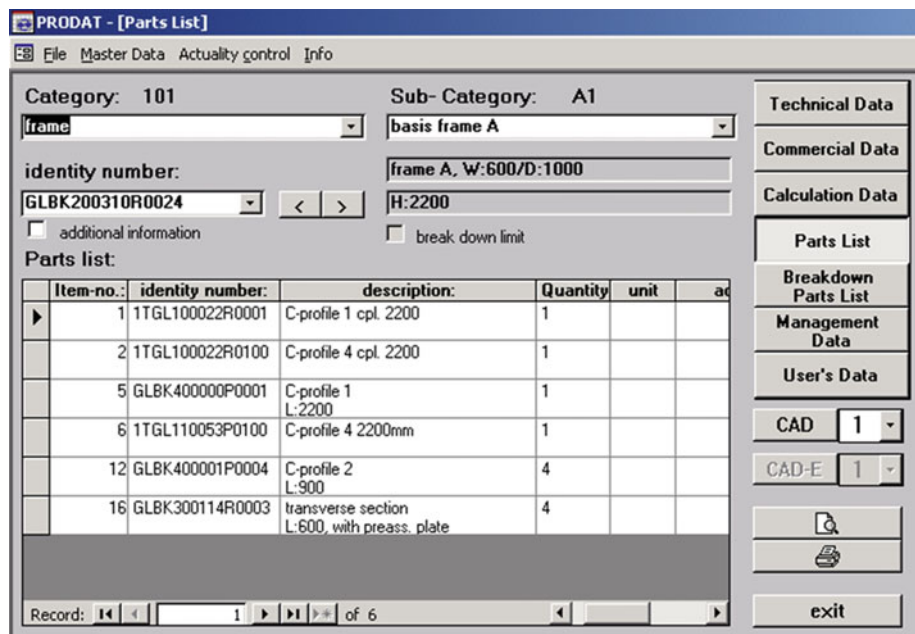 PRODAT - [Parts List]
File Master Data Actuality control Info
Category: 101
Sub- Category: A1
frame
basis frame A
identity number:
frame A, W:600/D:1000
GLBK200310R0024
< >
H:2200
additional information
break down limit
Parts list:
Item-no.: identity number: description: Quantity unit
1 1TGL100022R0001 C-profile 1 cpl. 2200 1
2 1TGL100022R0100 C-profile 4 cpl. 2200 1
5 GLBK400000P0001 C-profile 1 1
L:2200
6 1TGL110053P0100 C-profile 4 2200mm 1
12 GLBK400001P0004 C-profile 2 4
L:900
16 GLBK300114R0003 transverse section 4
L:600, with preass. plate
Record: 1 of 6
Technical Data
Commercial Data
Calculation Data
Parts List
Breakdown
Parts List
Management
Data
User's Data
CAD 1
CAD-E 1
exit